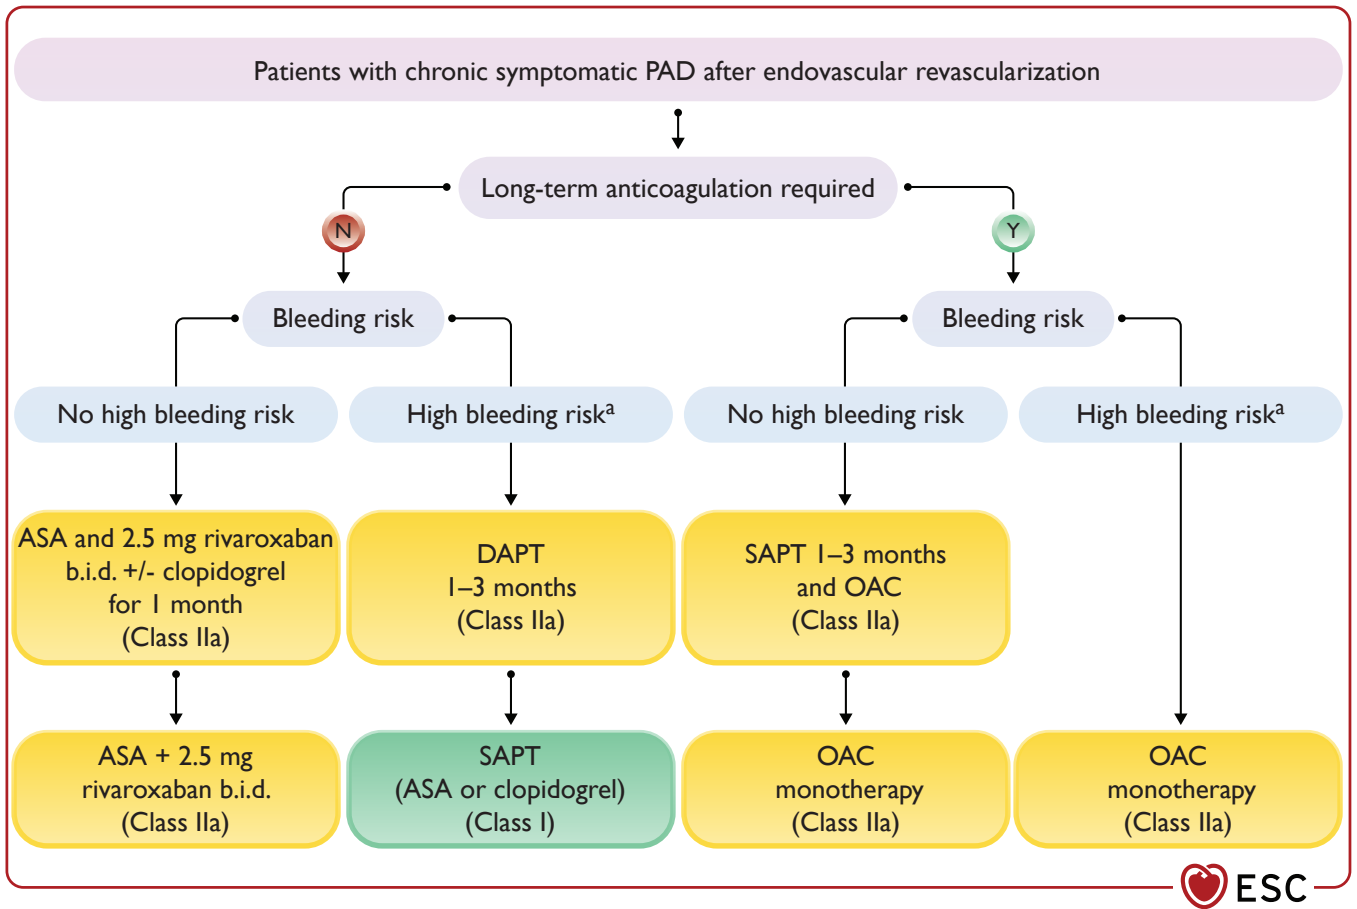 Patients with chronic symptomatic PAD after endovascular revascularization
Long-term anticoagulation required
N
Y
Bleeding risk
Bleeding risk
No high bleeding risk
High bleeding riskᵃ
No high bleeding risk
High bleeding riskᵃ
ASA and 2.5 mg rivaroxaban
b.i.d. +/- clopidogrel
for 1 month
(Class IIa)
DAPT
1–3 months
(Class IIa)
SAPT 1–3 months
and OAC
(Class IIa)
ASA + 2.5 mg
rivaroxaban b.i.d.
(Class IIa)
SAPT
(ASA or clopidogrel)
(Class I)
OAC
monotherapy
(Class IIa)
OAC
monotherapy
(Class IIa)
ESC